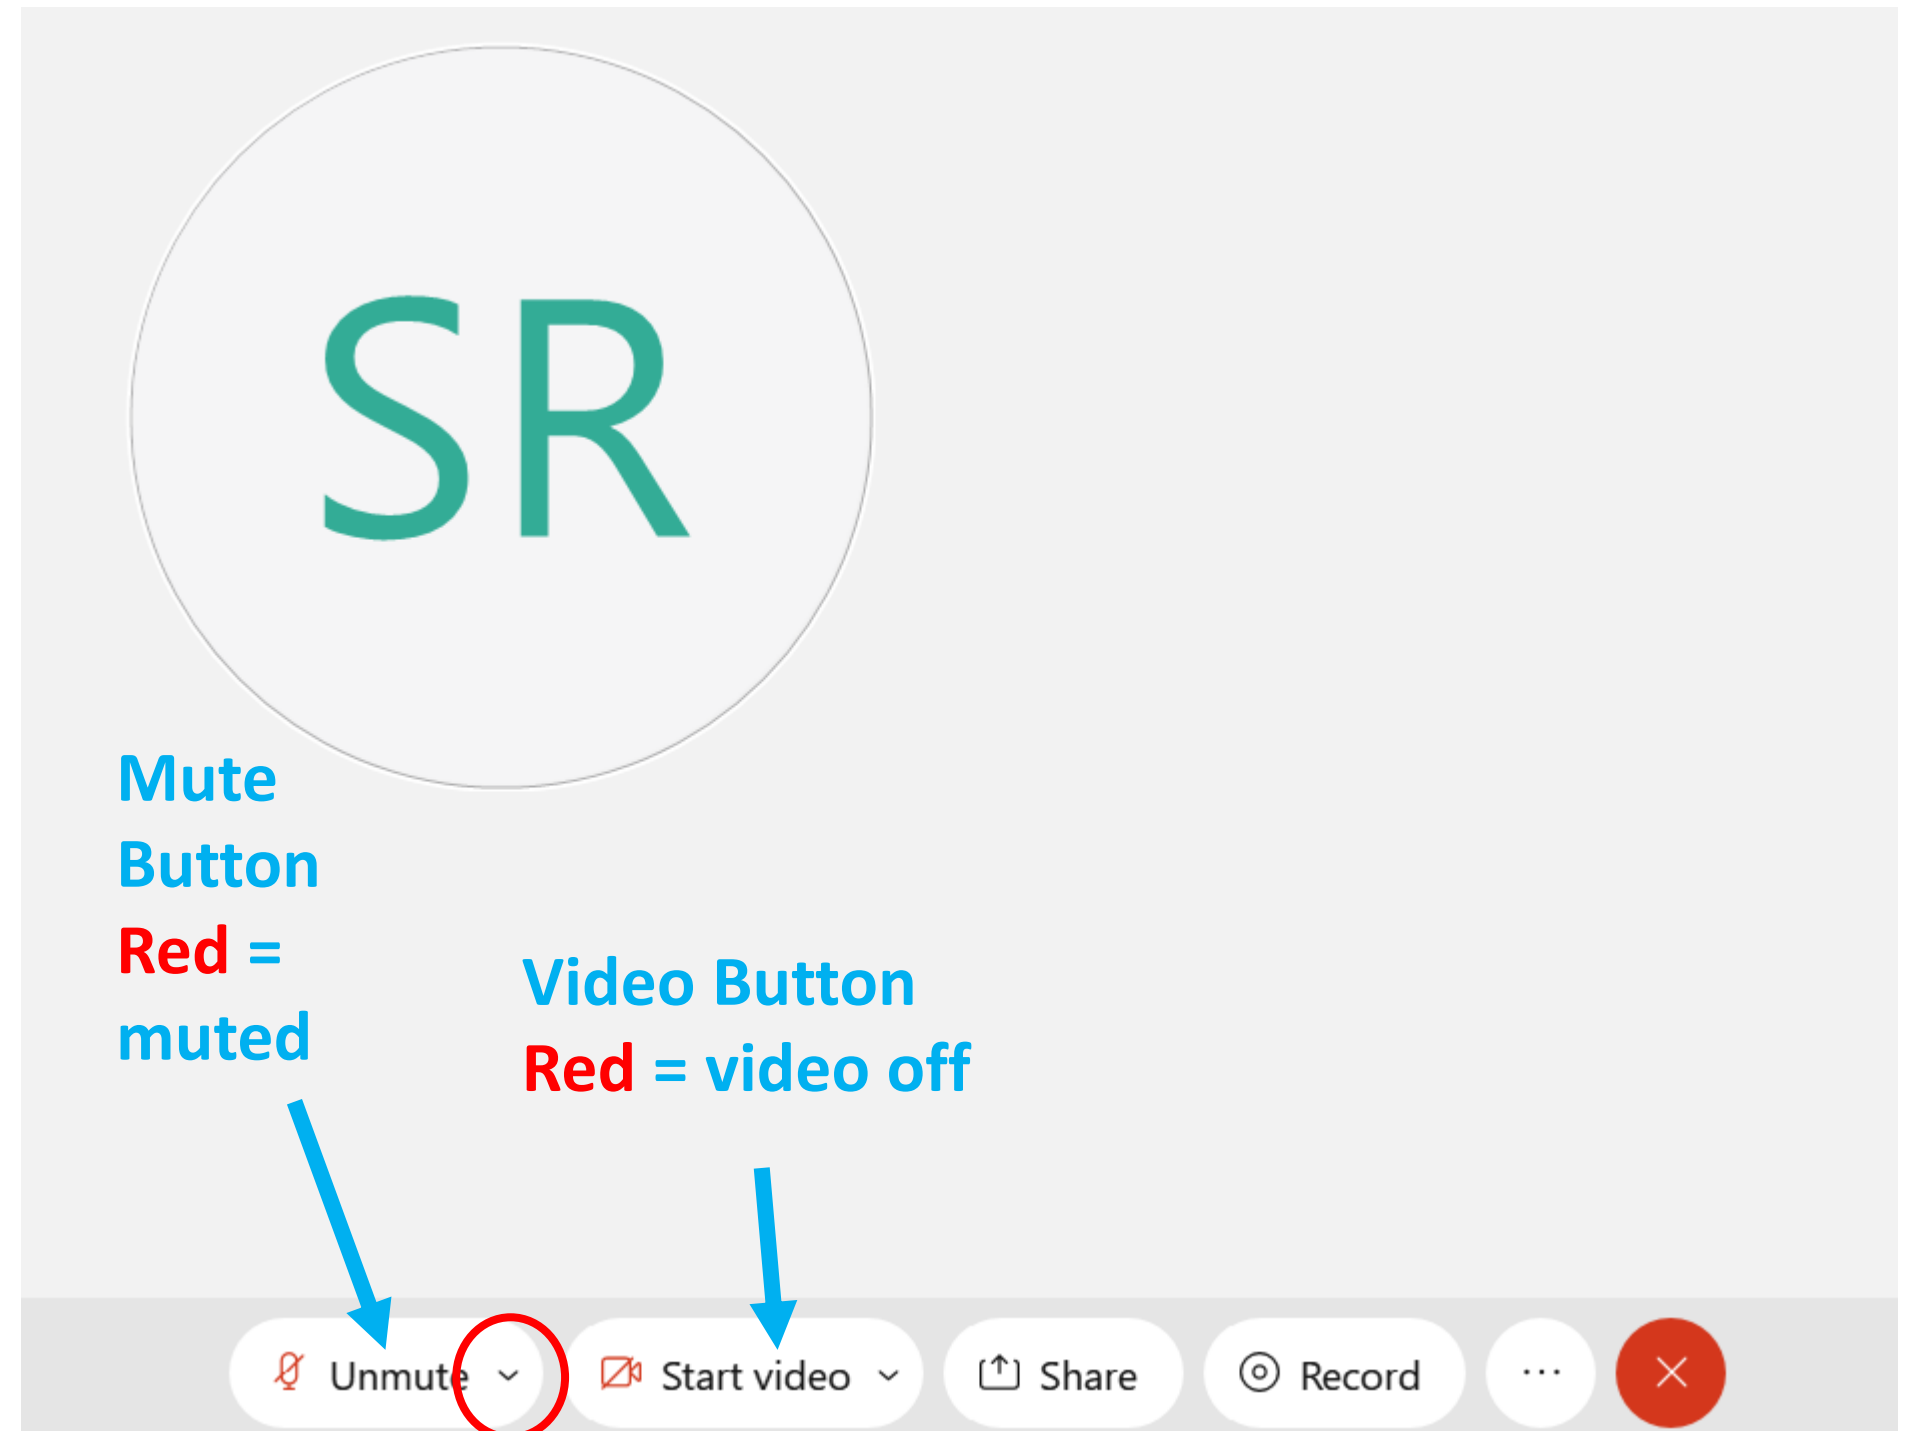 SR
Mute
Button
Red =
muted
Video Button
Red = video off
Unmute
Start video
Share
Record